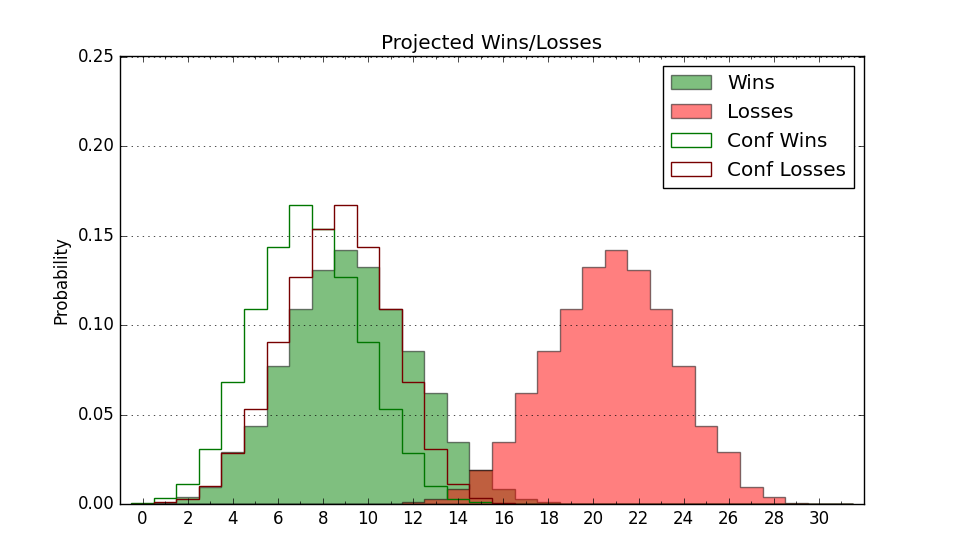 Projected Wins/Losses
0.25
0.20
0.15
0.10
0.05
0.00
Probability
Wins
Losses
Conf Wins
Conf Losses
0 2 4 6 8 10 12 14 16 18 20 22 24 26 28 30